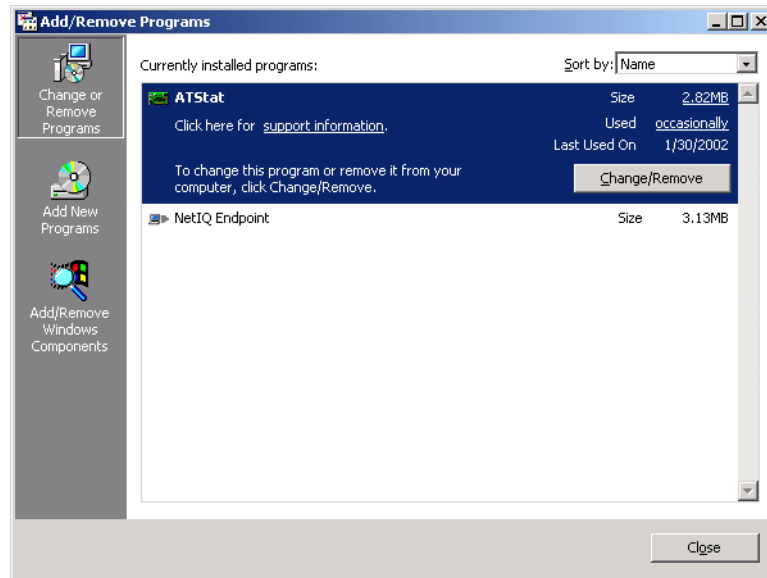 Add/Remove Programs
Change or
Remove
Programs
Add New
Programs
Add/Remove
Windows
Components
Currently installed programs:
Sort by: Name
ATStat
Size 2.82MB
Click here for support information.
Used occasionally
Last Used On 1/30/2002
To change this program or remove it from your
computer, click Change/Remove.
Change/Remove
NetIQ Endpoint
Size 3.13MB
Close